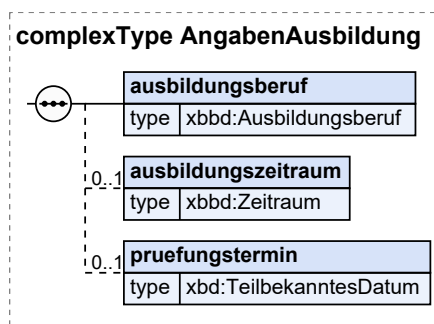 complexType AngabenAusbildung
ausbildungsberuf
type xbbd:Ausbildungsberuf
0..1
ausbildungszeitraum
type xbbd:Zeitraum
0..1
pruefungstermin
type xbd:TeilbekanntesDatum